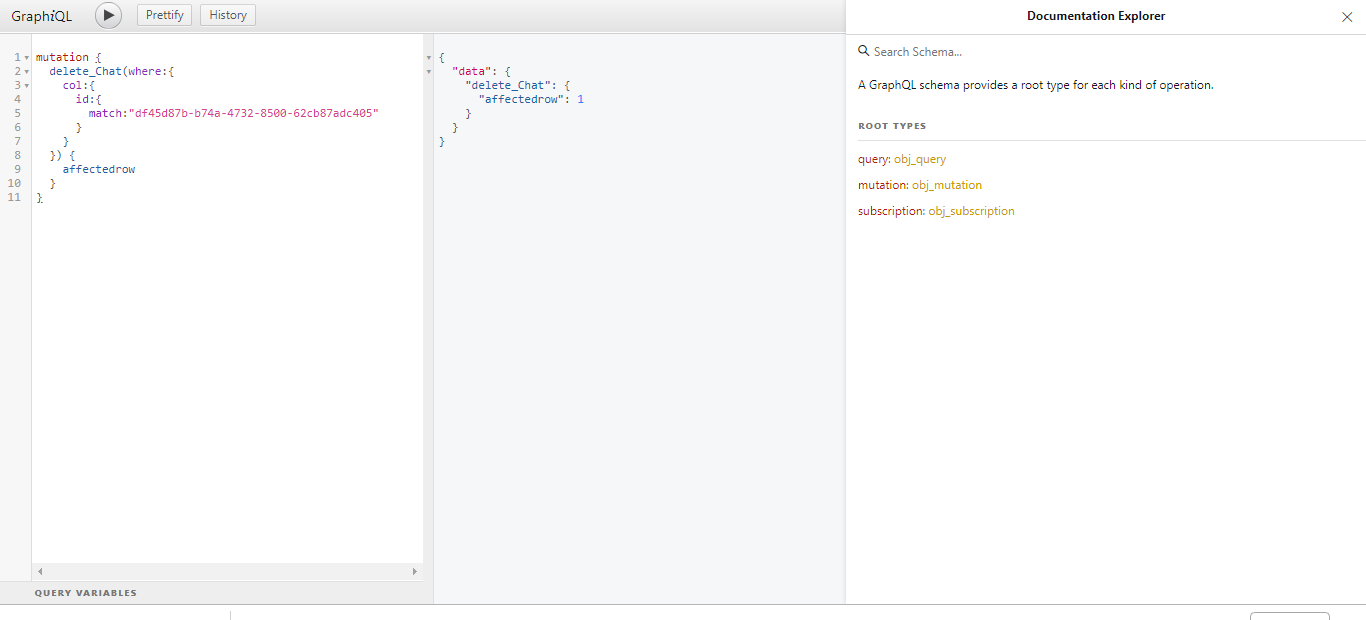 GraphiQL Prettify History
1 mutation {
2 delete_Chat(where:{
3 col:{
4 id:{
5 match:"df45d87b-b74a-4732-8500-62cb87adc405"
6 }
7 }
8 }) {
9 affectedrow
10 }
11 }
QUERY VARIABLES
{
"data": {
"delete_Chat": {
"affectedrow": 1
}
}
}
Documentation Explorer
Search Schema...
A GraphQL schema provides a root type for each kind of operation.
ROOT TYPES
query: obj_query
mutation: obj_mutation
subscription: obj_subscription